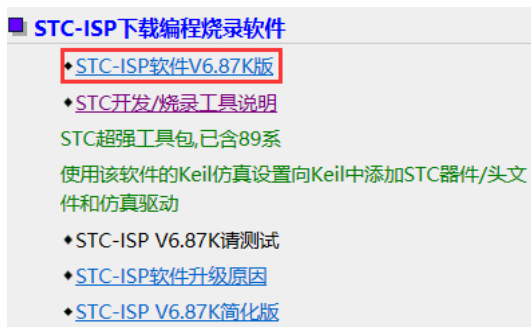 STC-ISP下载编程烧录软件
STC-ISP软件V6.87K版
STC开发/烧录工具说明
STC超强工具包,已含89系
使用该软件的Keil仿真设置向Keil中添加STC器件/头文
件和仿真驱动
STC-ISP V6.87K请测试
STC-ISP软件升级原因
STC-ISP V6.87K简化版